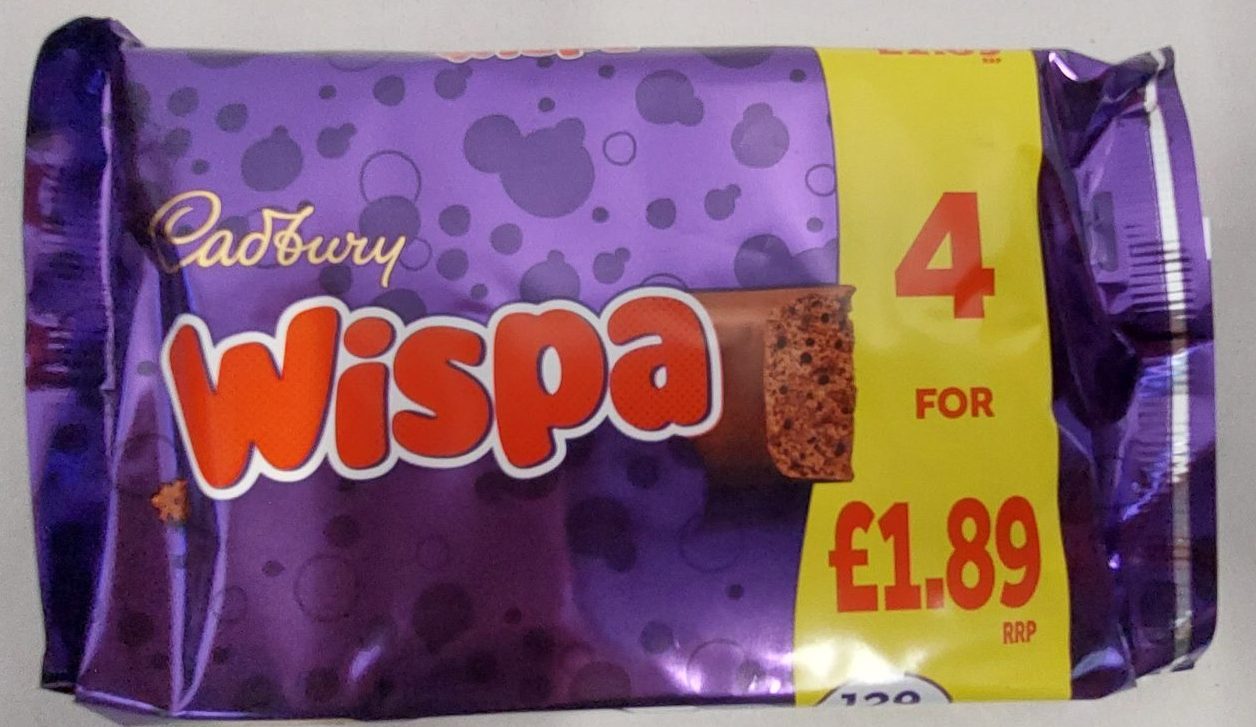 Cadbury
Wispa
4
FOR
£1.89
RRP